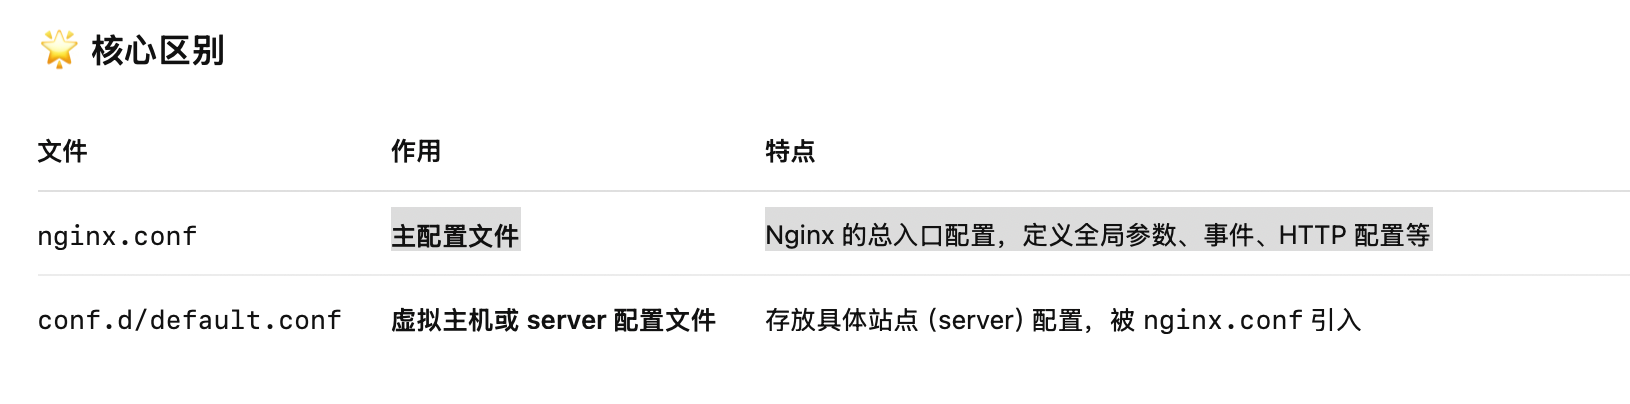 🌟 核心区别
文件 作用 特点
nginx.conf 主配置文件 Nginx 的总入口配置，定义全局参数、事件、HTTP 配置等
conf.d/default.conf 虚拟主机或 server 配置文件 存放具体站点 (server) 配置，被 nginx.conf 引入